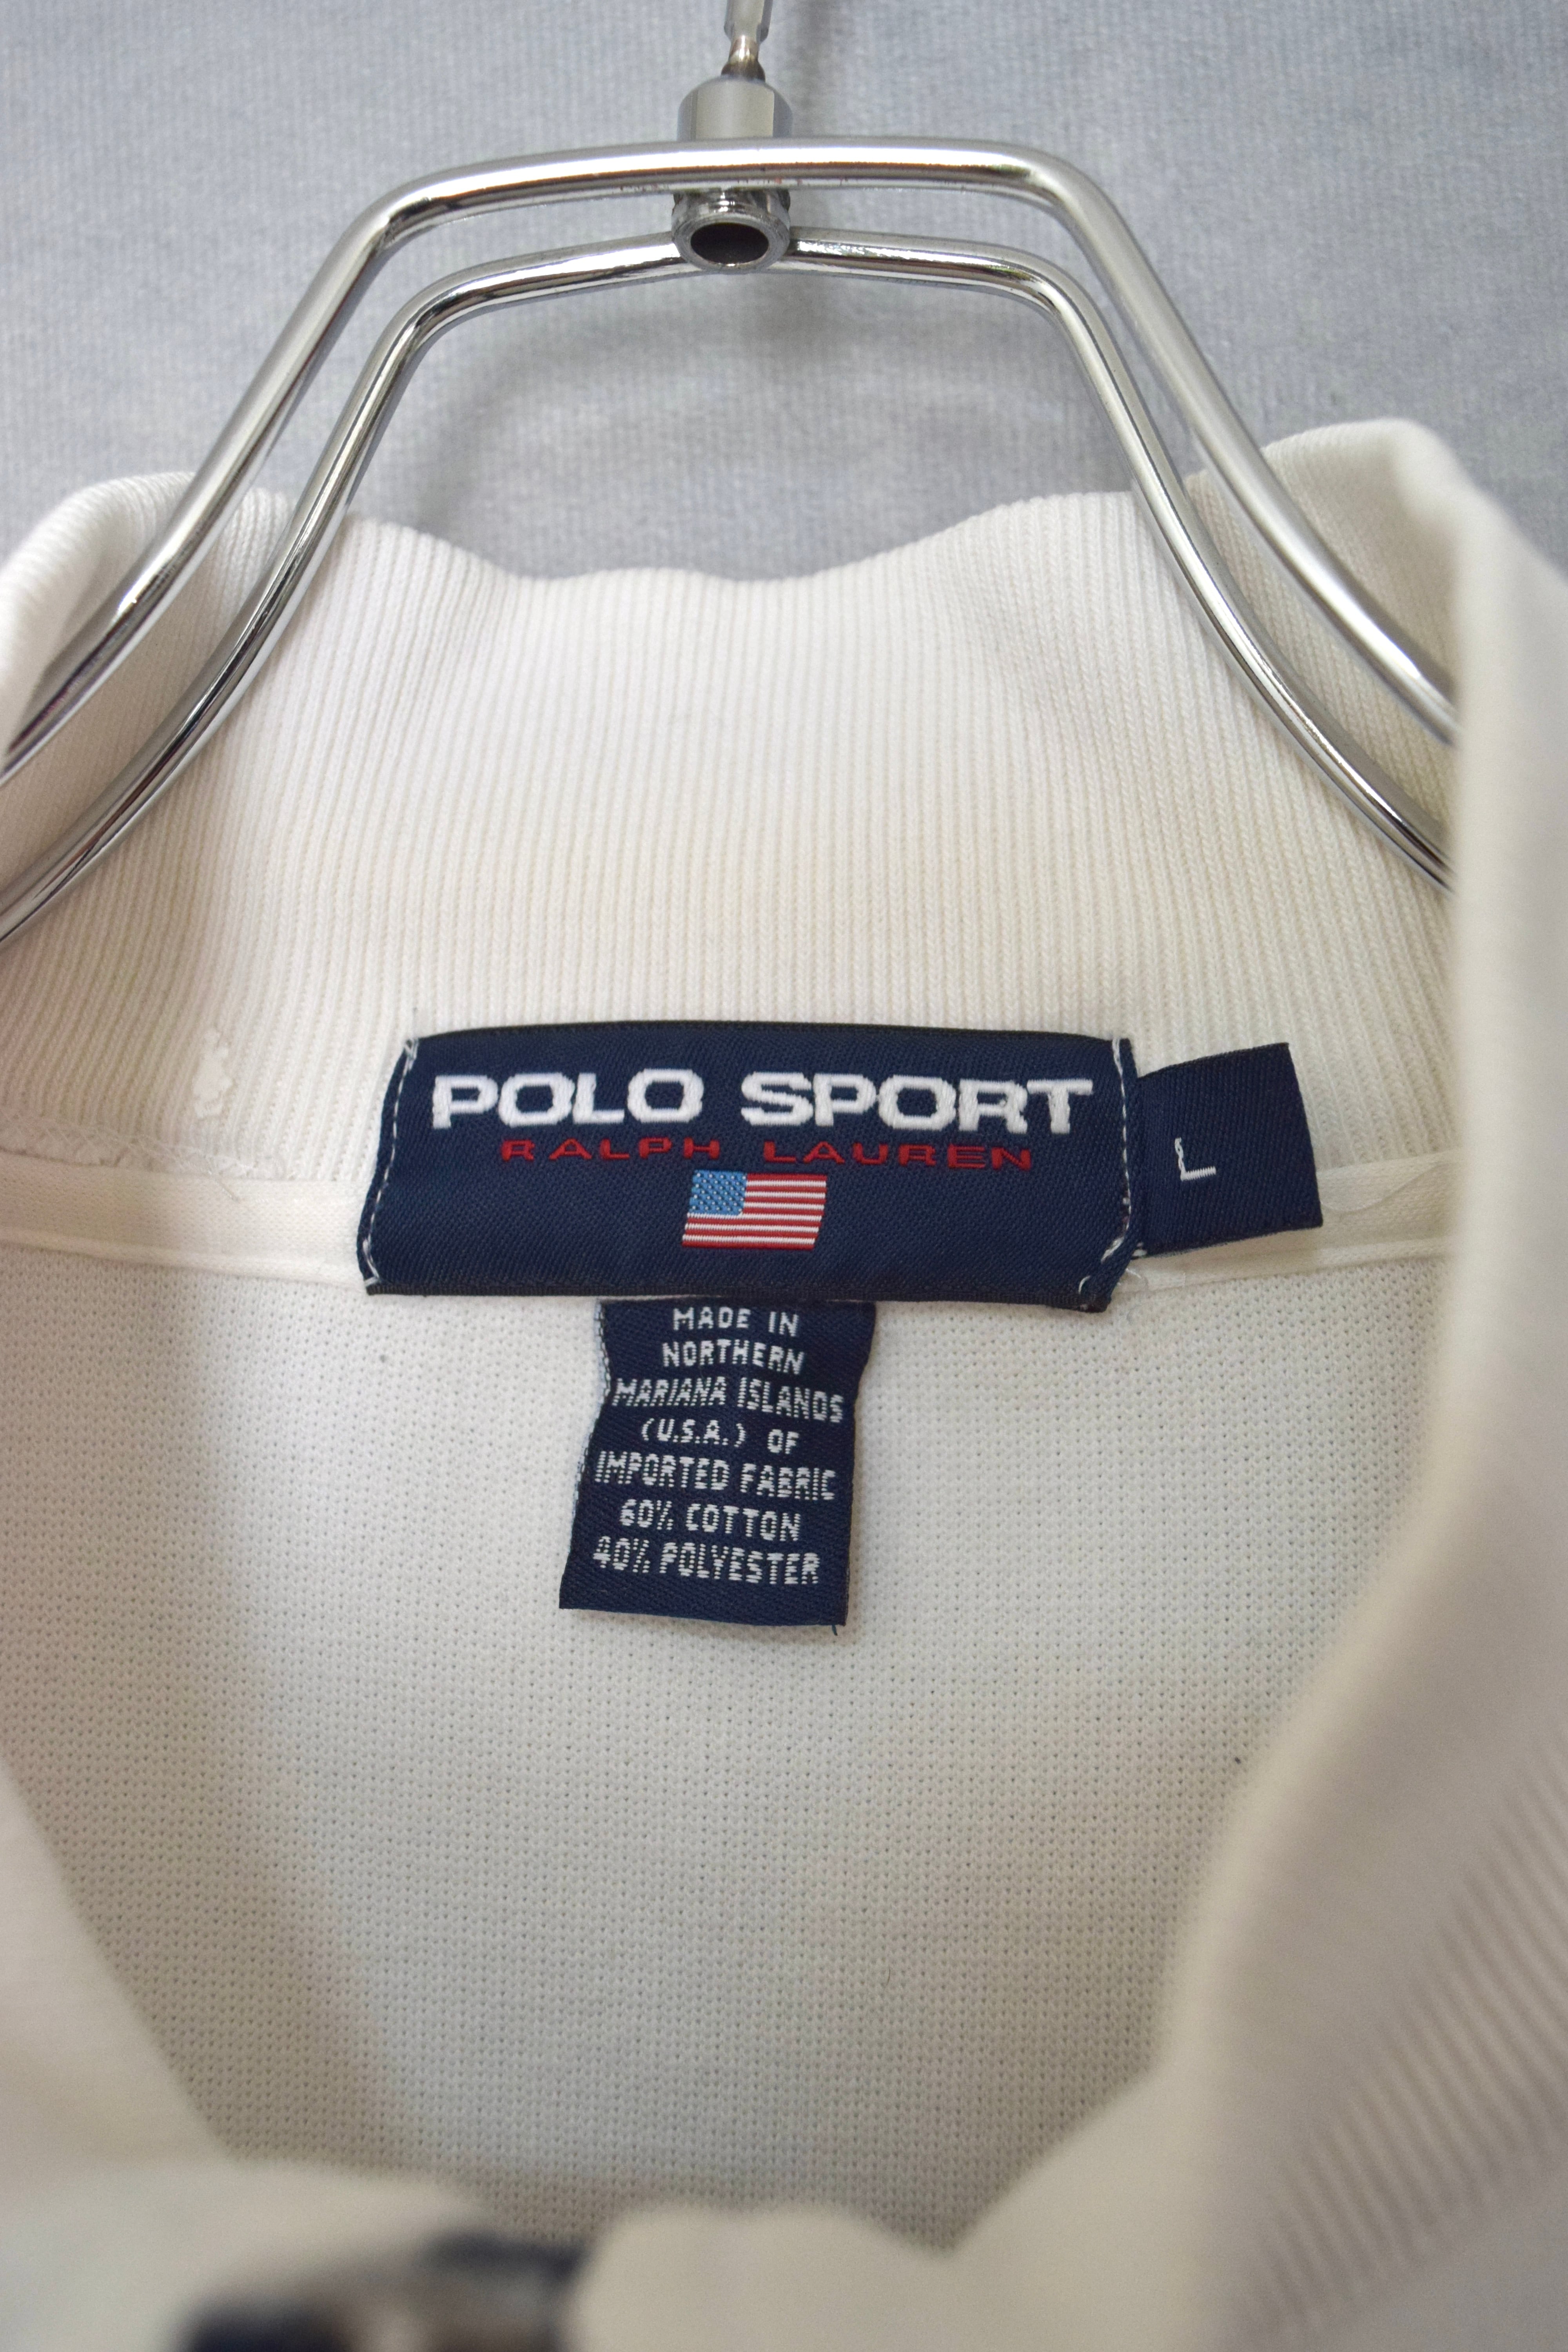 POLO SPORT
RALPH LAUREN
L
MADE IN
NORTHERN
MARIANA ISLANDS
(U.S.A.) OF
IMPORTED FABRIC
60% COTTON
40% POLYESTER